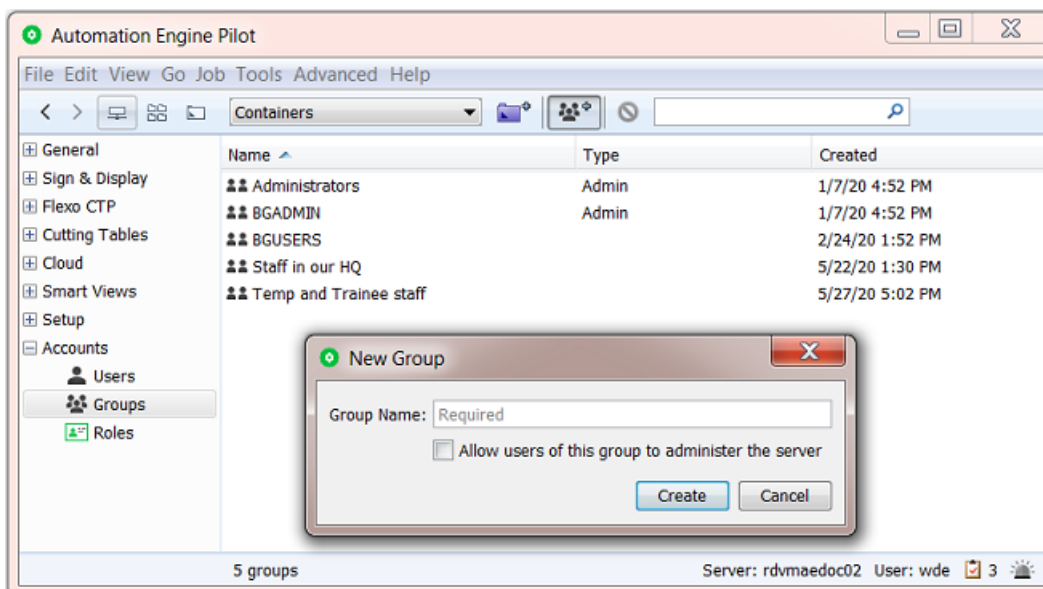 Automation Engine Pilot
File Edit View Go Job Tools Advanced Help
Containers
General
Sign & Display
Flexo CTP
Cutting Tables
Cloud
Smart Views
Setup
Accounts
Users
Groups
Roles
Name Type Created
Administrators Admin 1/7/20 4:52 PM
BGADMIN Admin 1/7/20 4:52 PM
BGUSERS 2/24/20 1:52 PM
Staff in our HQ 5/22/20 1:30 PM
Temp and Trainee staff 5/27/20 5:02 PM
New Group
Group Name: Required
Allow users of this group to administer the server
Create Cancel
5 groups Server: rdvmaedoc02 User: wde 3